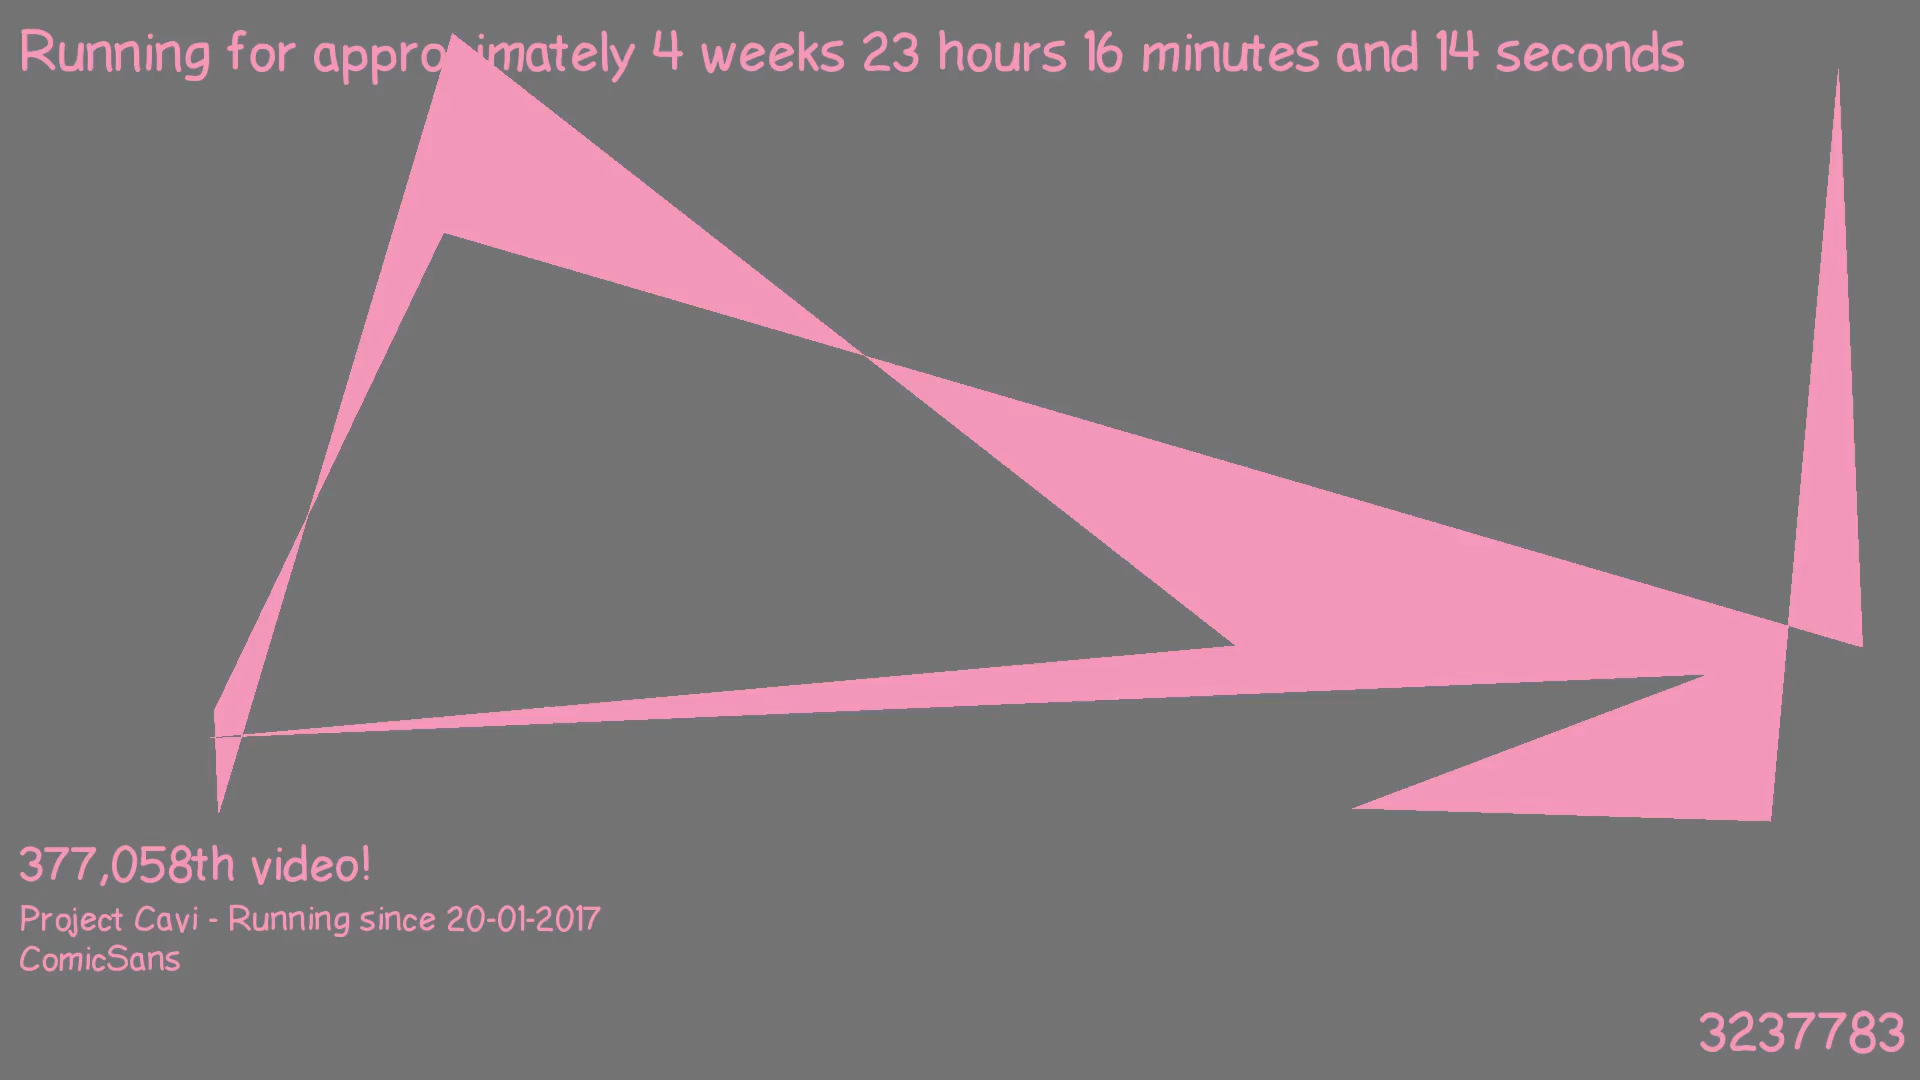 Running for approximately 4 weeks 23 hours 16 minutes and 14 seconds
377,058th video!
Project Cavi - Running since 20-01-2017
ComicSans
3237783